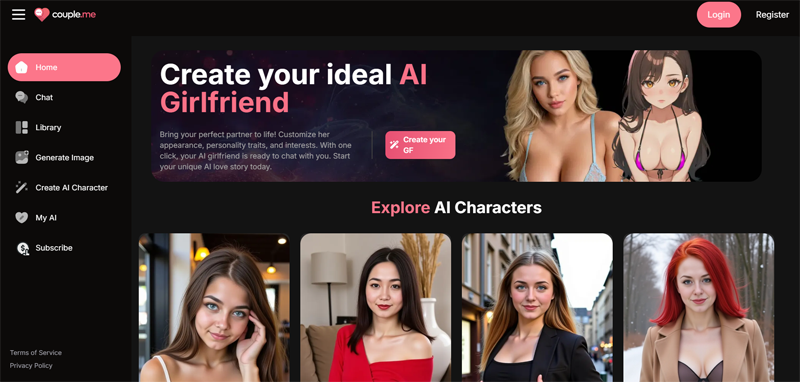 couple.me
Login
Register
Home
Chat
Library
Generate Image
Create AI Character
My AI
Subscribe
Terms of Service
Privacy Policy
Create your ideal AI
Girlfriend
Bring your perfect partner to life! Customize her
appearance, personality traits, and interests. With one
click, your AI girlfriend is ready to chat with you. Start
your unique AI love story today.
Create your
GF
Explore AI Characters